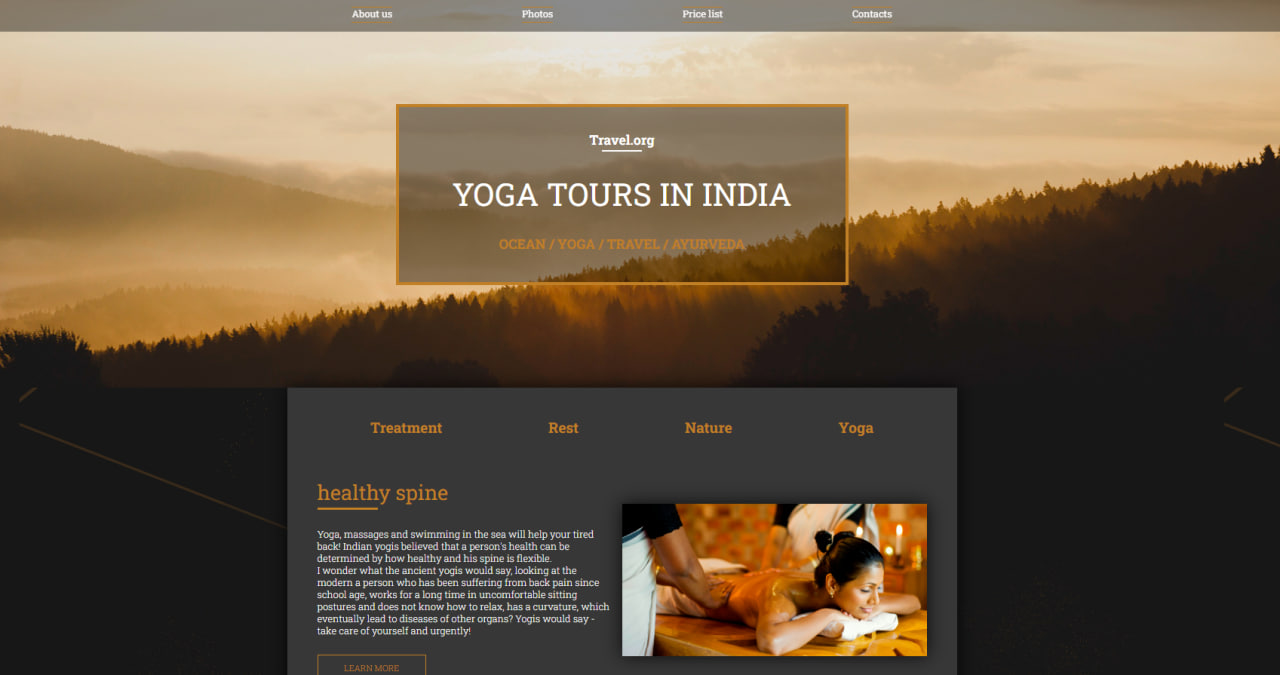 About us Photos Price list Contacts
Travel.org
YOGA TOURS IN INDIA
OCEAN / YOGA / TRAVEL / AYURVEDA
Treatment Rest Nature Yoga
healthy spine
Yoga, massages and swimming in the sea will help your tired
back! Indian yogis believed that a person's health can be
determined by how healthy and his spine is flexible.
I wonder what the ancient yogis would say, looking at the
modern a person who has been suffering from back pain since
school age, works for a long time in uncomfortable sitting
postures and does not know how to relax, has a curvature, which
eventually lead to diseases of other organs? Yogis would say -
take care of yourself and urgently!
LEARN MORE